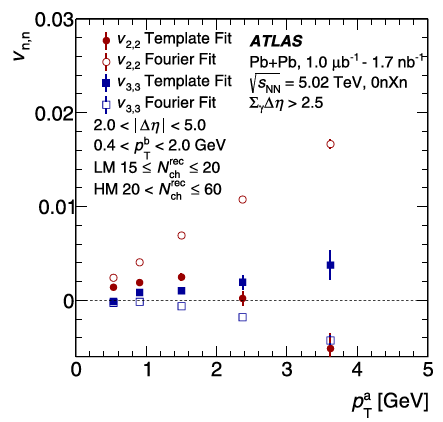 v_{n,n}
0.03
0.02
0.01
0
v_{2,2} Template Fit
v_{2,2} Fourier Fit
v_{3,3} Template Fit
v_{3,3} Fourier Fit
2.0 < |Δη| < 5.0
0.4 < p_T^b < 2.0 GeV
LM 15 ≤ N_ch^rec ≤ 20
HM 20 < N_ch^rec ≤ 60
ATLAS
Pb+Pb, 1.0 μb⁻¹ - 1.7 nb⁻¹
√s_NN = 5.02 TeV, 0nXn
Σ_γ Δη > 2.5
0 1 2 3 4 5
p_T^a [GeV]